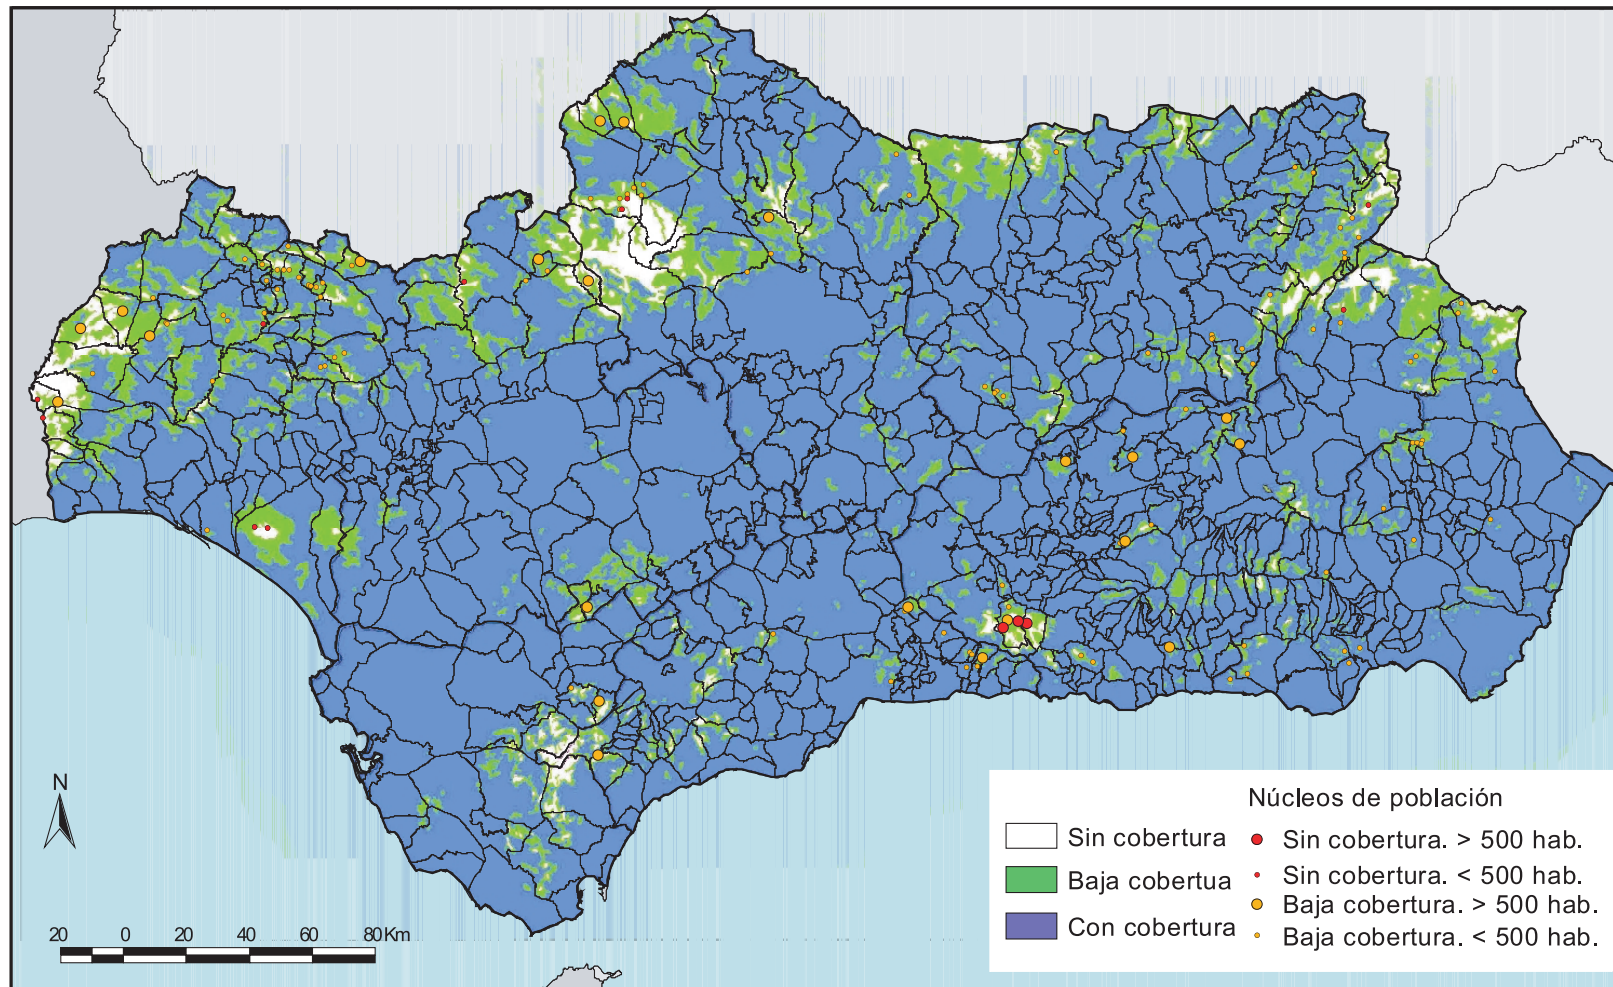 N
20 0 20 40 60 80 Km
Núcleos de población
Sin cobertura
Baja cobertua
Con cobertura
Sin cobertura. > 500 hab.
Sin cobertura. < 500 hab.
Baja cobertura. > 500 hab.
Baja cobertura. < 500 hab.